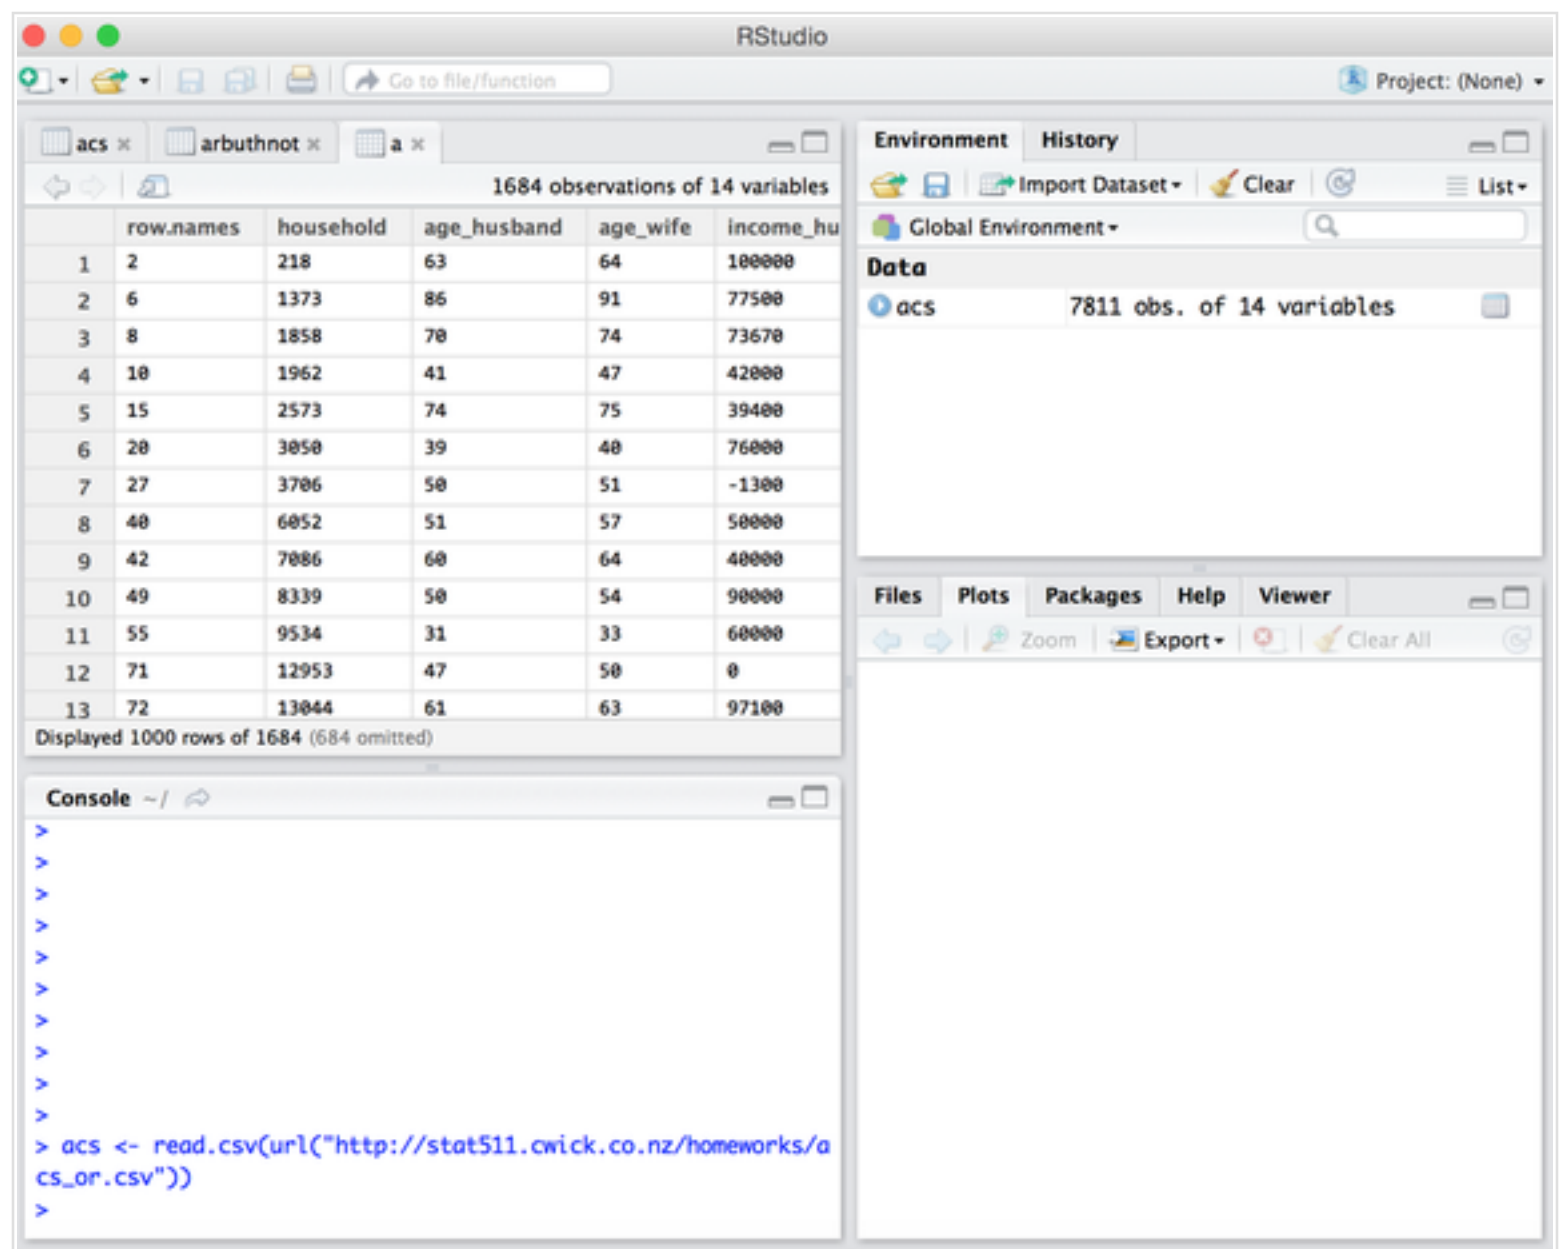 RStudio
Go to file/function
Project: (None)
acs
arbuthnot
a
1684 observations of 14 variables
row.names household age_husband age_wife income_hu
1 2 218 63 64 100000
2 6 1373 86 91 77500
3 8 1858 70 74 73670
4 10 1962 41 47 42000
5 15 2573 74 75 39400
6 20 3050 39 40 76000
7 27 3706 50 51 -1300
8 40 6052 51 57 50000
9 42 7086 60 64 40000
10 49 8339 50 54 90000
11 55 9534 31 33 60000
12 71 12953 47 50 0
13 72 13044 61 63 97100
Displayed 1000 rows of 1684 (684 omitted)
Console ~/
>
>
>
>
>
>
>
>
>
>
> acs <- read.csv(url("http://stat511.cwick.co.nz/homeworks/a
cs_or.csv"))
>
Environment History
Import Dataset Clear List
Global Environment
Data
acs 7811 obs. of 14 variables
Files Plots Packages Help Viewer
Zoom Export Clear All